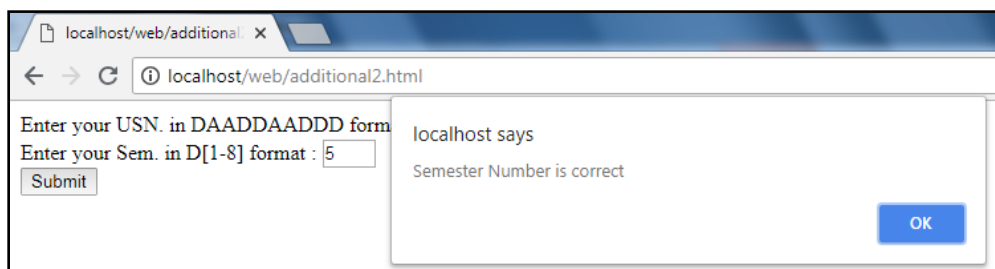 localhost/web/additional
localhost/web/additional2.html
Enter your USN. in DAADDAADDD form
Enter your Sem. in D[1-8] format : 5
Submit
localhost says
Semester Number is correct
OK